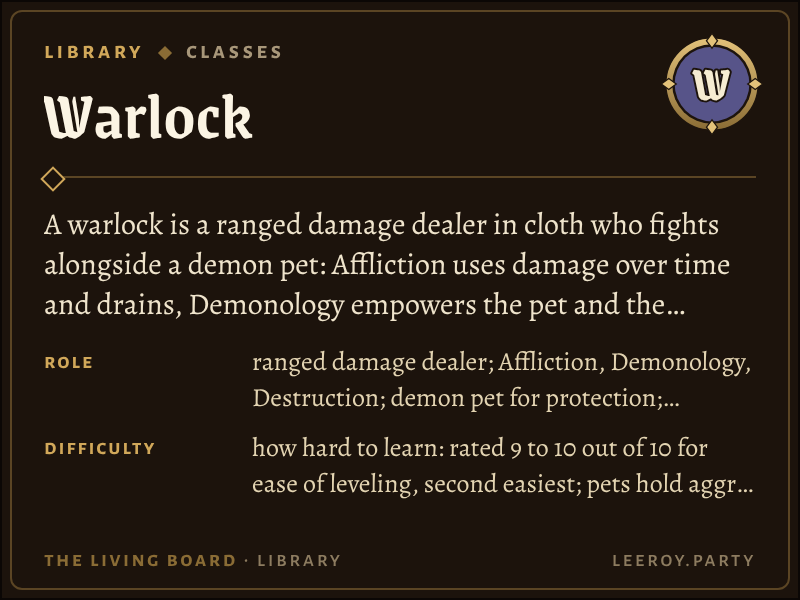 LIBRARY ◆ CLASSES
W
Warlock
A warlock is a ranged damage dealer in cloth who fights
alongside a demon pet: Affliction uses damage over time
and drains, Demonology empowers the pet and the…
ROLE
ranged damage dealer; Affliction, Demonology,
Destruction; demon pet for protection;…
DIFFICULTY
how hard to learn: rated 9 to 10 out of 10 for
ease of leveling, second easiest; pets hold aggr…
THE LIVING BOARD · LIBRARY
LEEROY.PARTY